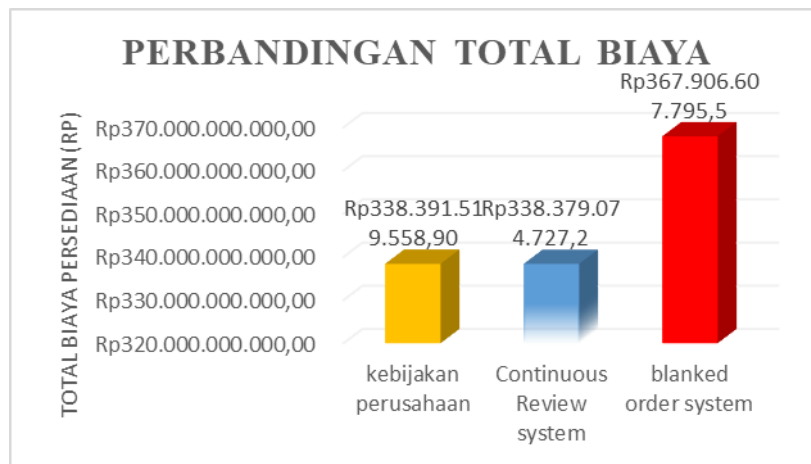 PERBANDINGAN TOTAL BIAYA
TOTAL BIAYA PERSEDIAAN (RP)
Rp370.000.000.000,00
Rp360.000.000.000,00
Rp350.000.000.000,00
Rp340.000.000.000,00
Rp330.000.000.000,00
Rp320.000.000.000,00
Rp338.391.51
9.558,90
Rp338.379.07
4.727,2
Rp367.906.60
7.795,5
kebijakan
perusahaan
Continuous
Review
system
blanked
order system